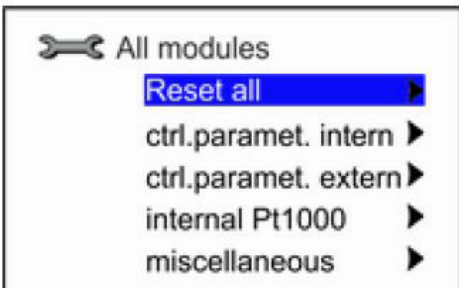 All modules
Reset all
ctrl.paramet. intern
ctrl.paramet. extern
internal Pt1000
miscellaneous